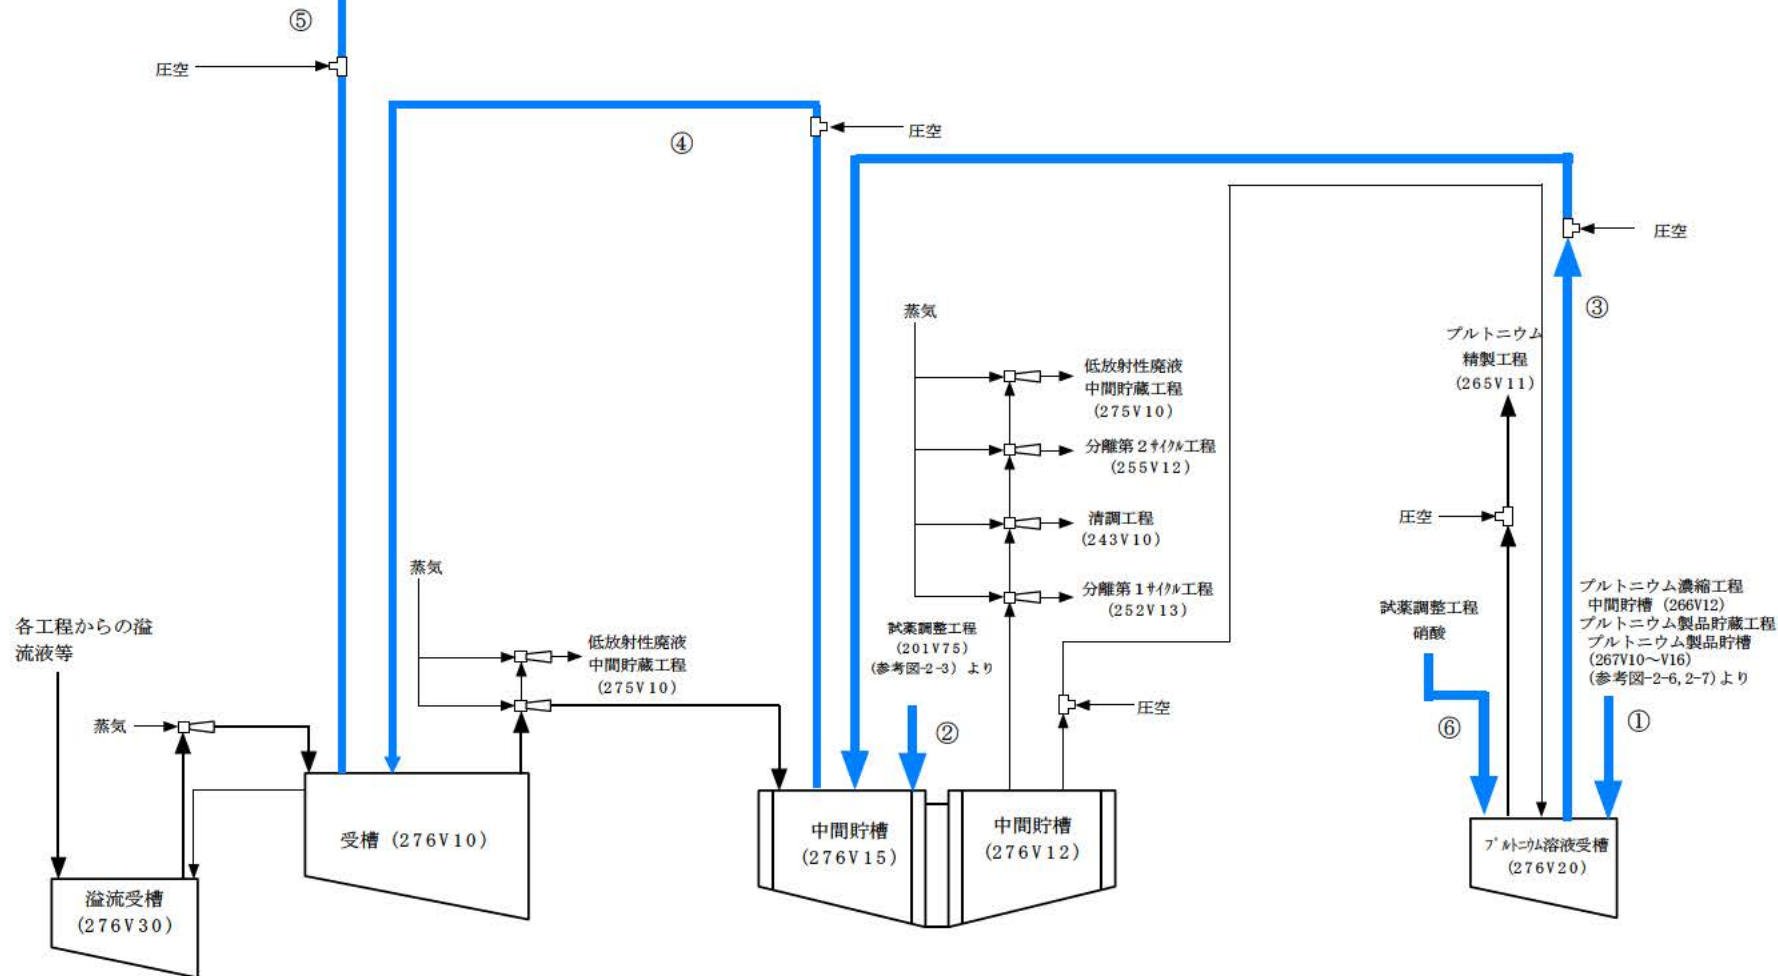 ⑤
圧空
④
圧空
圧空
③
蒸気
低放射性廃液
中間貯蔵工程
(275V10)
分離第2ｻｲｸﾙ工程
(255V12)
清調工程
(243V10)
分離第1ｻｲｸﾙ工程
(252V13)
プルトニウム
精製工程
(265V11)
圧空
蒸気
低放射性廃液
中間貯蔵工程
(275V10)
試薬調整工程
(201V75)
(参考図-2-3) より
②
圧空
試薬調整工程
硝酸
⑥
プルトニウム濃縮工程
中間貯槽 (266V12)
プルトニウム製品貯蔵工程
プルトニウム製品貯槽
(267V10～V16)
(参考図-2-6, 2-7) より
①
各工程からの溢
流液等
蒸気
受槽 (276V10)
溢流受槽
(276V30)
中間貯槽
(276V15)
中間貯槽
(276V12)
ﾌﾟﾙﾄﾆｳﾑ溶液受槽
(276V20)